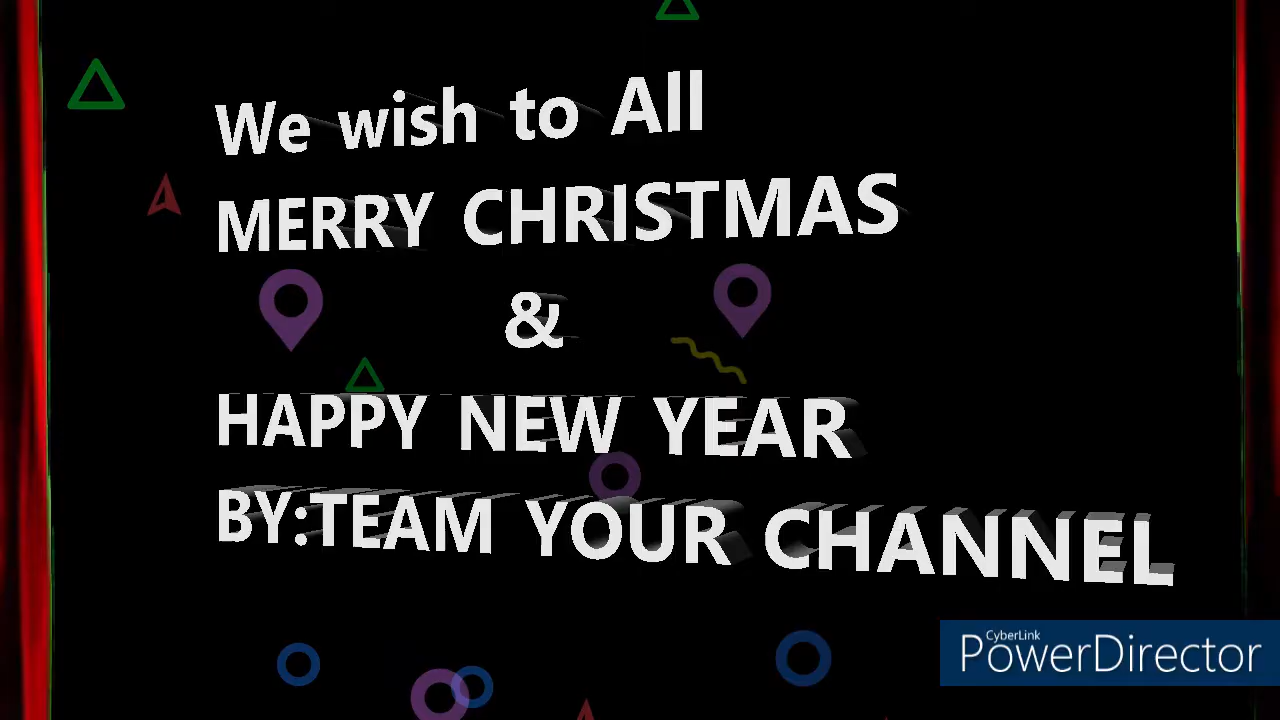 We wish to All
MERRY CHRISTMAS
&
HAPPY NEW YEAR
BY:TEAM YOUR CHANNEL
CyberLink
PowerDirector